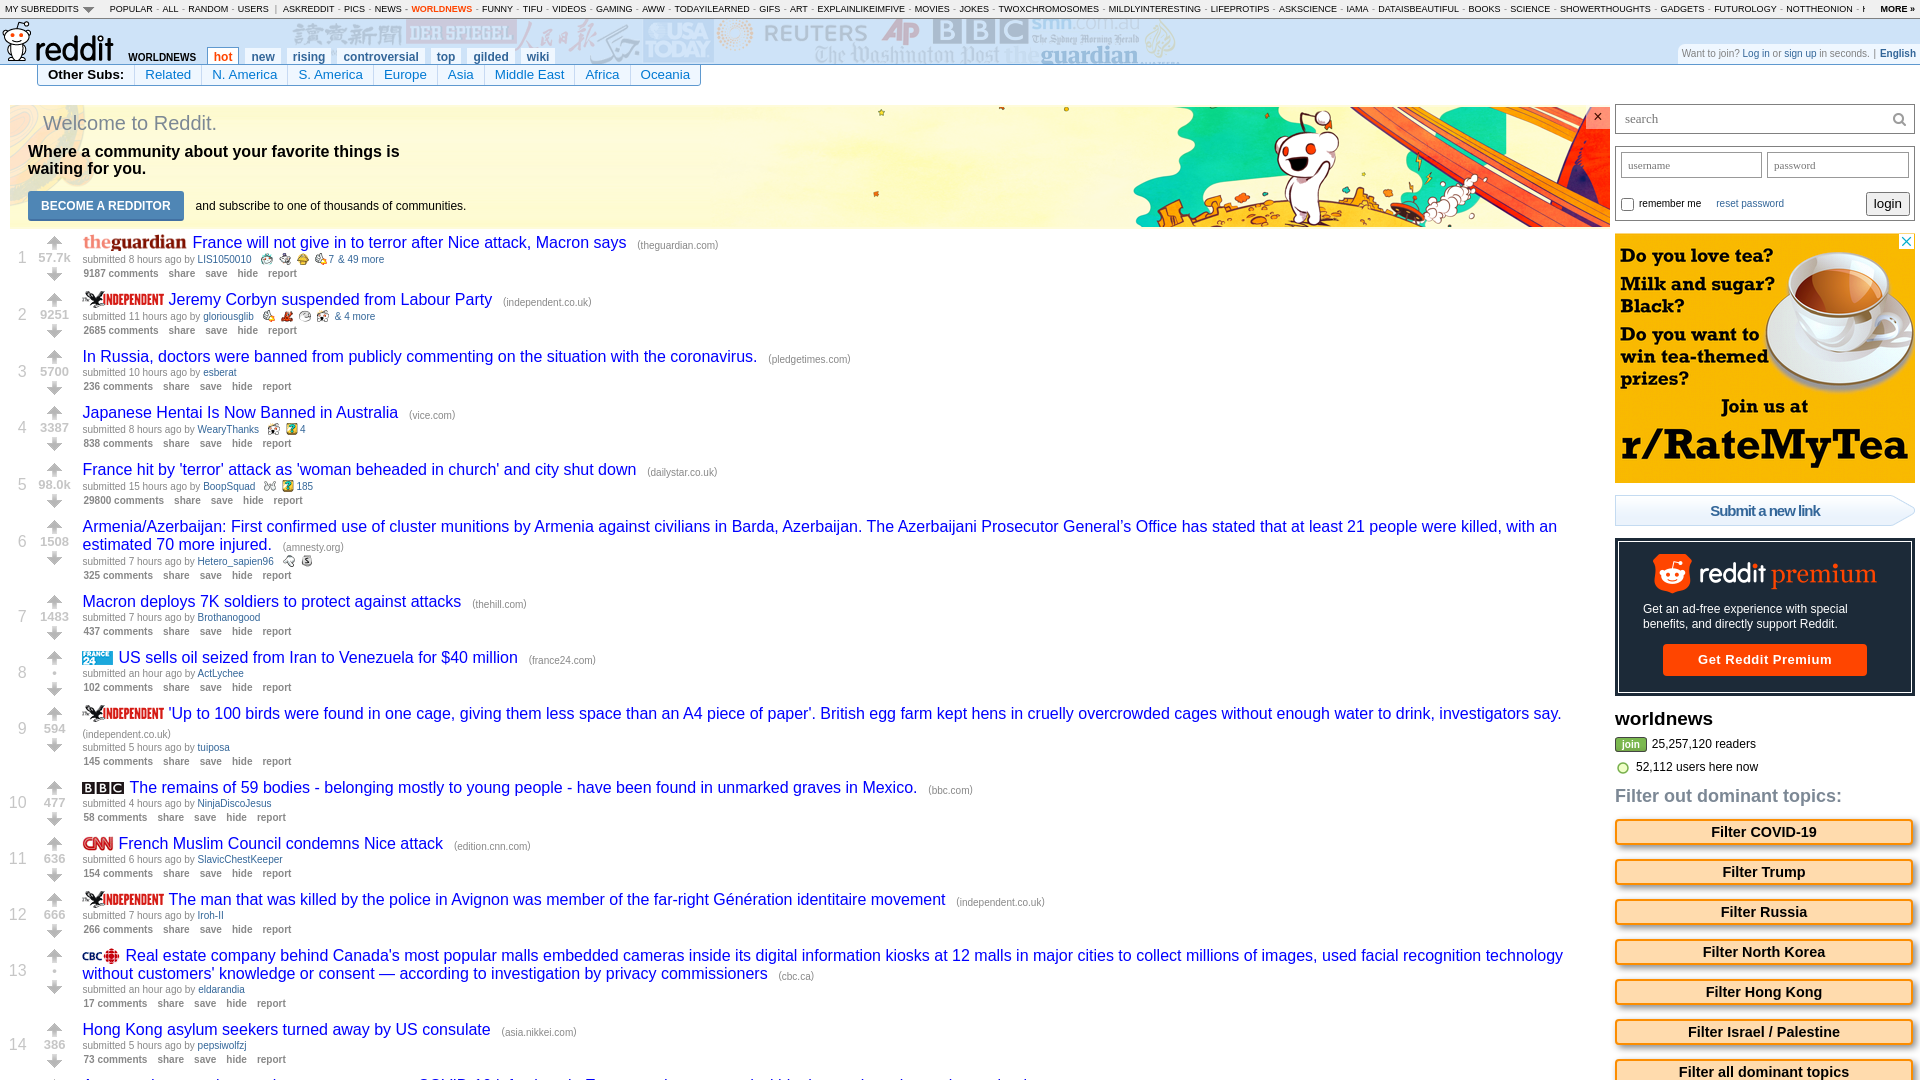 MY SUBREDDITS POPULAR - ALL - RANDOM - USERS | ASKREDDIT - PICS - NEWS - WORLDNEWS - FUNNY - TIFU - VIDEOS - GAMING - AWW - TODAYILEARNED - GIFS - ART - EXPLAINLIKEIMFIVE - MOVIES - JOKES - TWOXCHROMOSOMES - MILDLYINTERESTING - LIFEPROTIPS - ASKSCIENCE - IAMA - DATAISBEAUTIFUL - BOOKS - SCIENCE - SHOWERTHOUGHTS - GADGETS - FUTUROLOGY - NOTTHEONION - MORE »
DER SPIEGEL 人民日报 USA TODAY REUTERS AP BBC smh.com.au
The Sydney Morning Herald
The Washington Post theguardian
reddit WORLDNEWS hot new rising controversial top gilded wiki
Want to join? Log in or sign up in seconds. | English
Other Subs: Related N. America S. America Europe Asia Middle East Africa Oceania
Welcome to Reddit.
×
Where a community about your favorite things is
waiting for you.
BECOME A REDDITOR and subscribe to one of thousands of communities.
1 57.7k theguardian France will not give in to terror after Nice attack, Macron says (theguardian.com)
submitted 8 hours ago by LIS1050010 7 & 49 more
9187 comments share save hide report
2 9251 INDEPENDENT Jeremy Corbyn suspended from Labour Party (independent.co.uk)
submitted 11 hours ago by gloriousglib & 4 more
2685 comments share save hide report
3 5700 In Russia, doctors were banned from publicly commenting on the situation with the coronavirus. (pledgetimes.com)
submitted 10 hours ago by esberat
236 comments share save hide report
4 3387 Japanese Hentai Is Now Banned in Australia (vice.com)
submitted 8 hours ago by WearyThanks 4
838 comments share save hide report
5 98.0k France hit by 'terror' attack as 'woman beheaded in church' and city shut down (dailystar.co.uk)
submitted 15 hours ago by BoopSquad 185
29800 comments share save hide report
6 1508 Armenia/Azerbaijan: First confirmed use of cluster munitions by Armenia against civilians in Barda, Azerbaijan. The Azerbaijani Prosecutor General’s Office has stated that at least 21 people were killed, with an
estimated 70 more injured. (amnesty.org)
submitted 7 hours ago by Hetero_sapien96
325 comments share save hide report
7 1483 Macron deploys 7K soldiers to protect against attacks (thehill.com)
submitted 7 hours ago by Brothanogood
437 comments share save hide report
8 • FRANCE 24 US sells oil seized from Iran to Venezuela for $40 million (france24.com)
submitted an hour ago by ActLychee
102 comments share save hide report
9 594 INDEPENDENT 'Up to 100 birds were found in one cage, giving them less space than an A4 piece of paper'. British egg farm kept hens in cruelly overcrowded cages without enough water to drink, investigators say.
(independent.co.uk)
submitted 5 hours ago by tuiposa
145 comments share save hide report
10 477 BBC The remains of 59 bodies - belonging mostly to young people - have been found in unmarked graves in Mexico. (bbc.com)
submitted 4 hours ago by NinjaDiscoJesus
58 comments share save hide report
11 636 CNN French Muslim Council condemns Nice attack (edition.cnn.com)
submitted 6 hours ago by SlavicChestKeeper
154 comments share save hide report
12 666 INDEPENDENT The man that was killed by the police in Avignon was member of the far-right Génération identitaire movement (independent.co.uk)
submitted 7 hours ago by Iroh-II
266 comments share save hide report
13 • CBC Real estate company behind Canada's most popular malls embedded cameras inside its digital information kiosks at 12 malls in major cities to collect millions of images, used facial recognition technology
without customers' knowledge or consent — according to investigation by privacy commissioners (cbc.ca)
submitted an hour ago by eldarandia
17 comments share save hide report
14 386 Hong Kong asylum seekers turned away by US consulate (asia.nikkei.com)
submitted 5 hours ago by pepsiwolfzj
73 comments share save hide report
search
username password
remember me reset password login
Do you love tea?
Milk and sugar?
Black?
Do you want to
win tea-themed
prizes?
Join us at
r/RateMyTea
Submit a new link
reddit premium
Get an ad-free experience with special
benefits, and directly support Reddit.
Get Reddit Premium
worldnews
join 25,257,120 readers
52,112 users here now
Filter out dominant topics:
Filter COVID-19
Filter Trump
Filter Russia
Filter North Korea
Filter Hong Kong
Filter Israel / Palestine
Filter all dominant topics